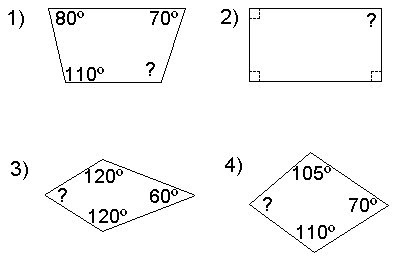 1) 80º 70º 2) ?
110º ?
3) 120º 4) 105º
? 60º ? 70º
120º 110º